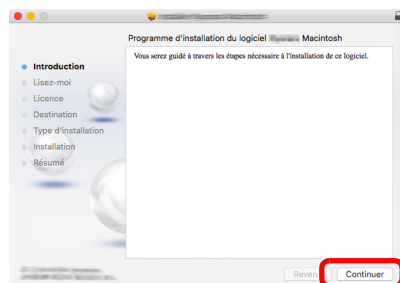 Programme d'installation du logiciel Macintosh
Vous serez guidé à travers les étapes nécessaire à l'installation de ce logiciel.
Introduction
Lisez-moi
Licence
Destination
Type d'installation
Installation
Résumé
Continuer